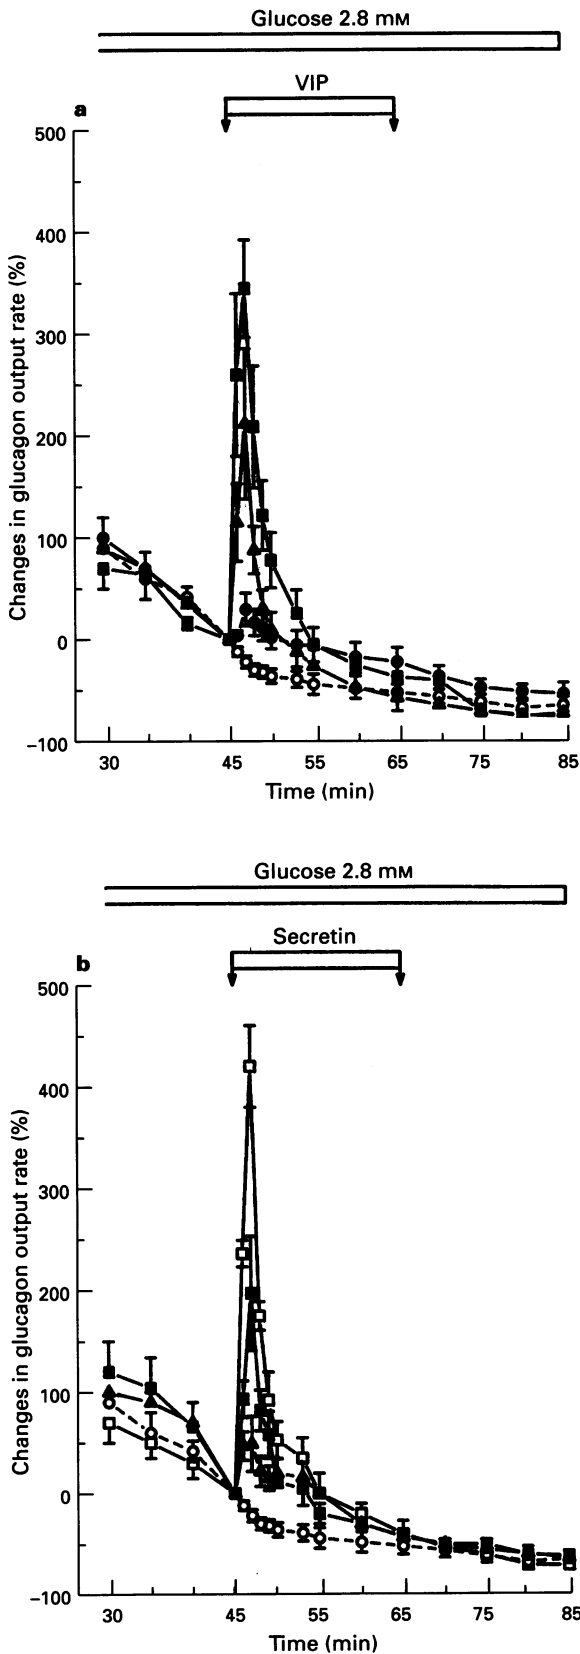 Glucose 2.8 mM
VIP
a
500
400
300
200
100
0
−100
Changes in glucagon output rate (%)
30 45 55 65 75 85
Time (min)
Glucose 2.8 mM
Secretin
b
500
400
300
200
100
0
−100
Changes in glucagon output rate (%)
30 45 55 65 75 85
Time (min)